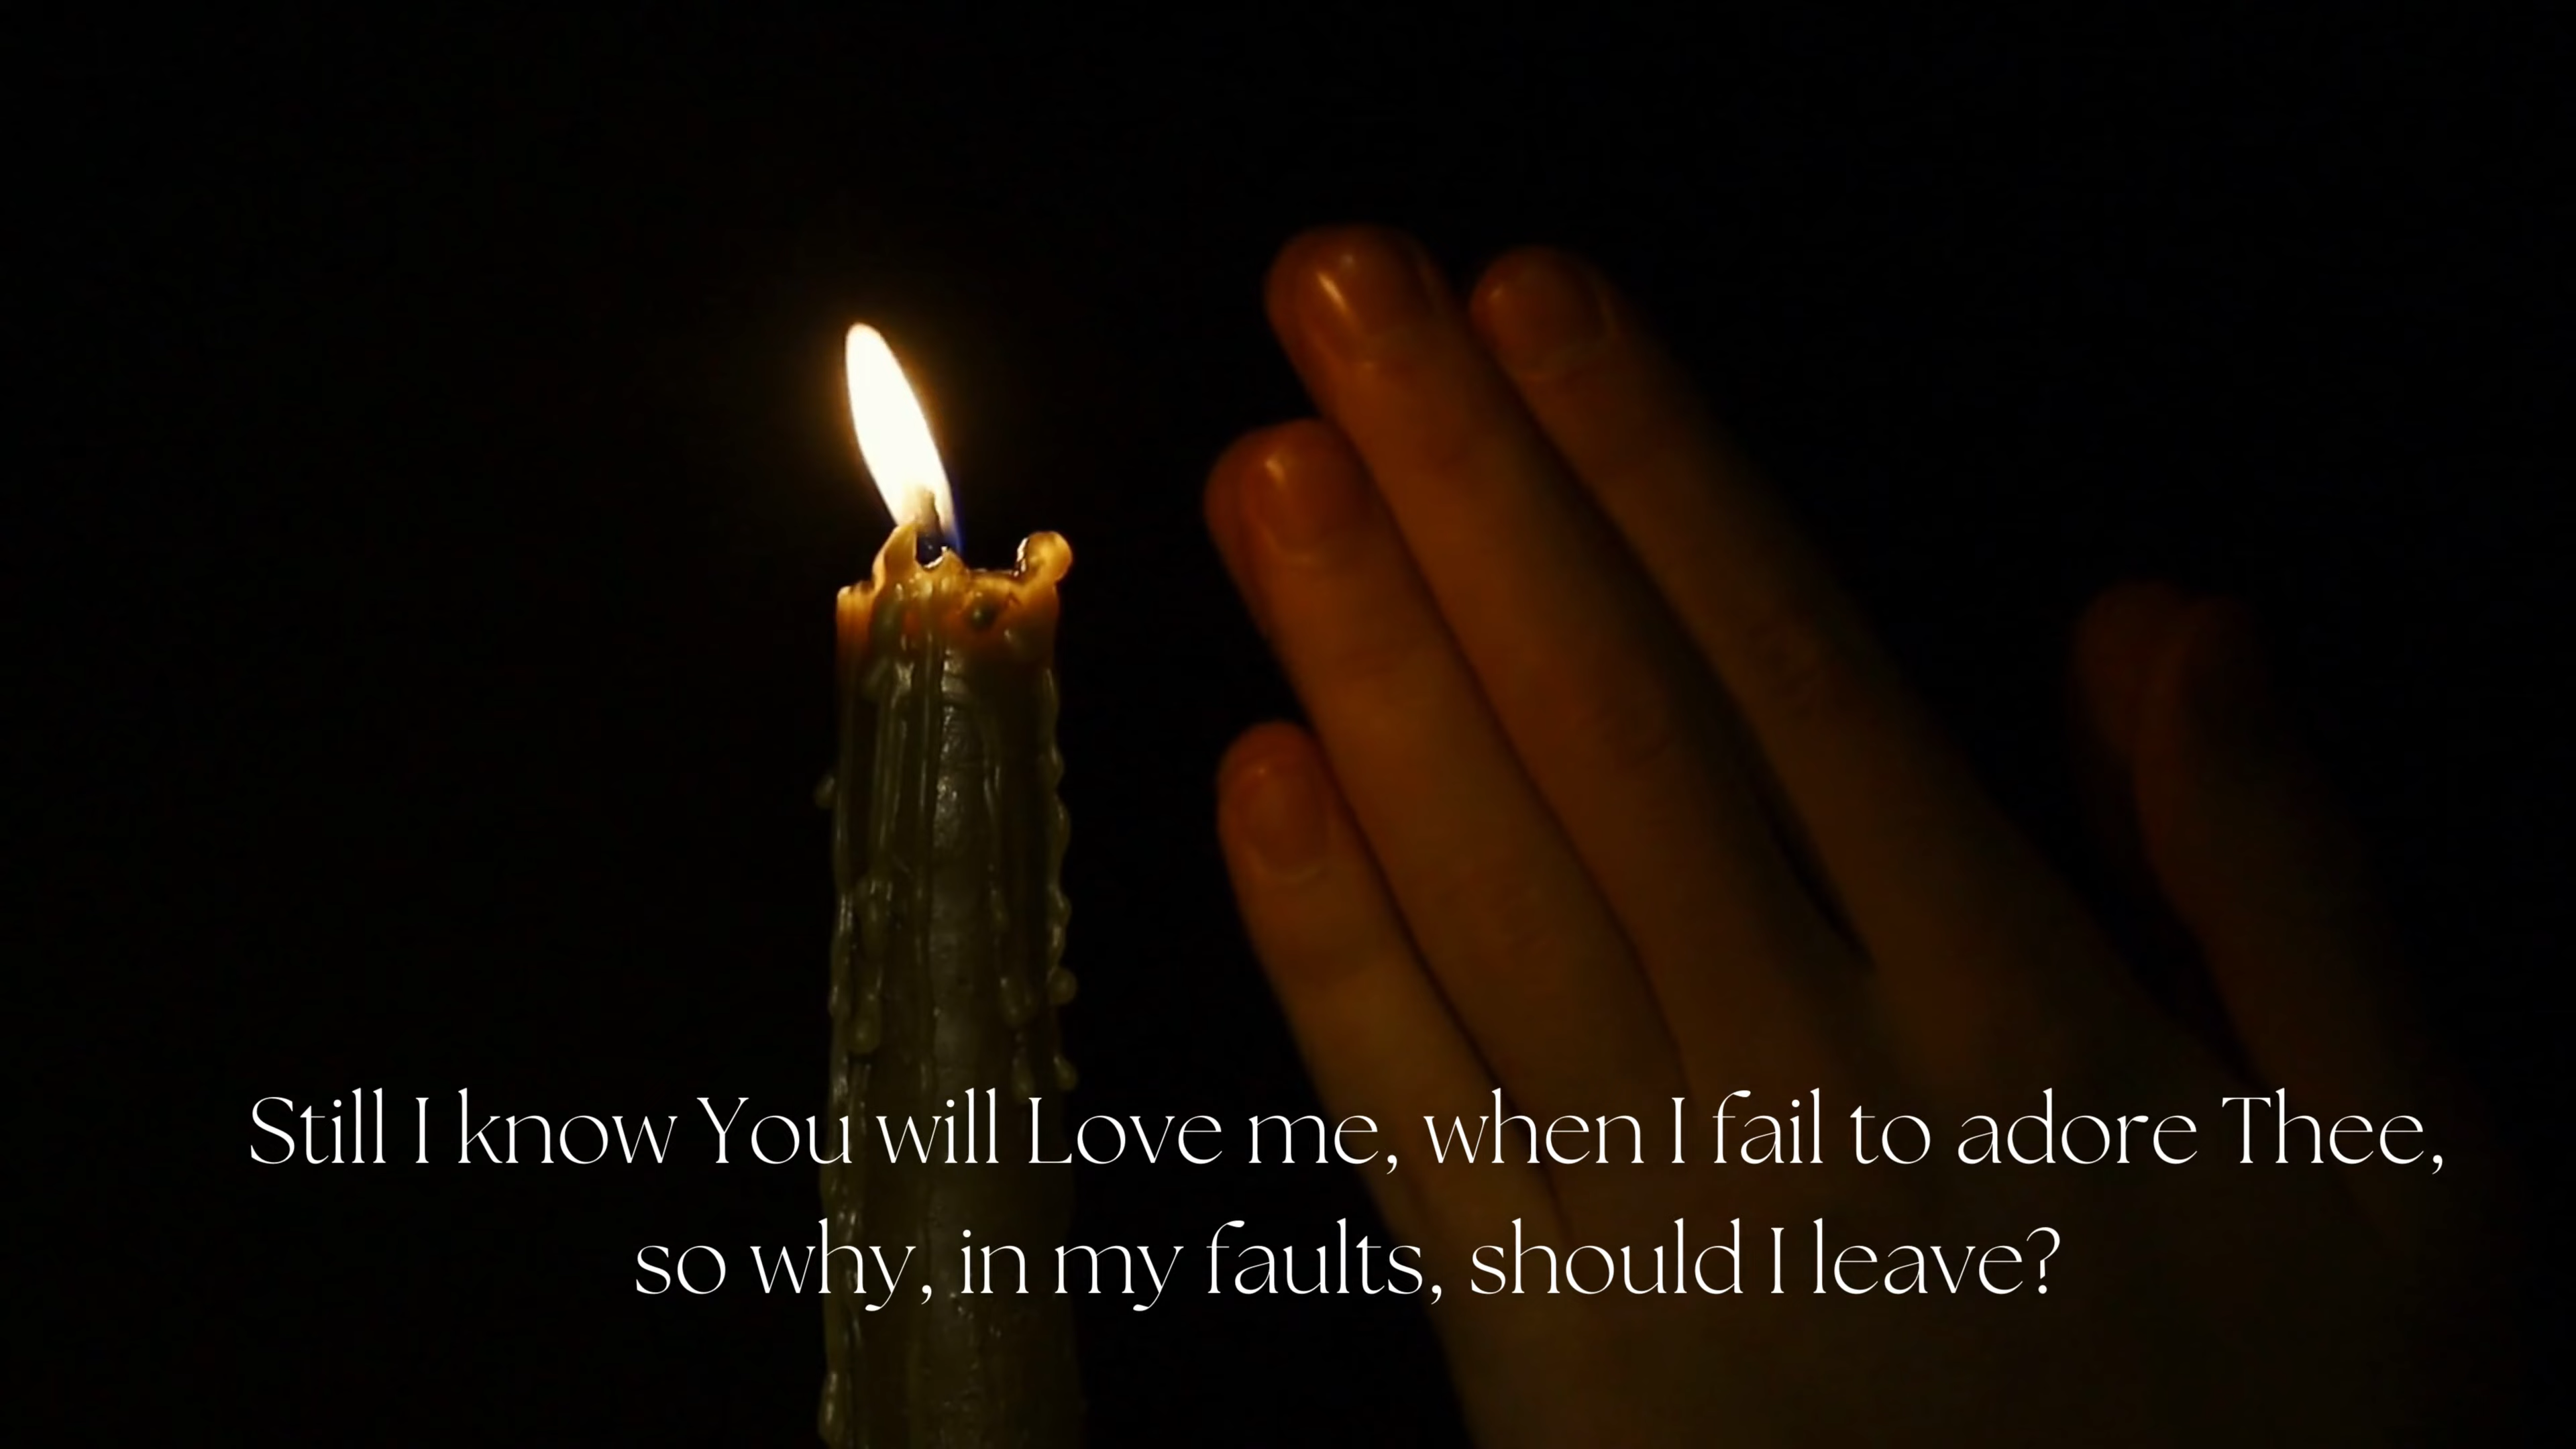 Still I know You will Love me, when I fail to adore Thee,
so why, in my faults, should I leave?